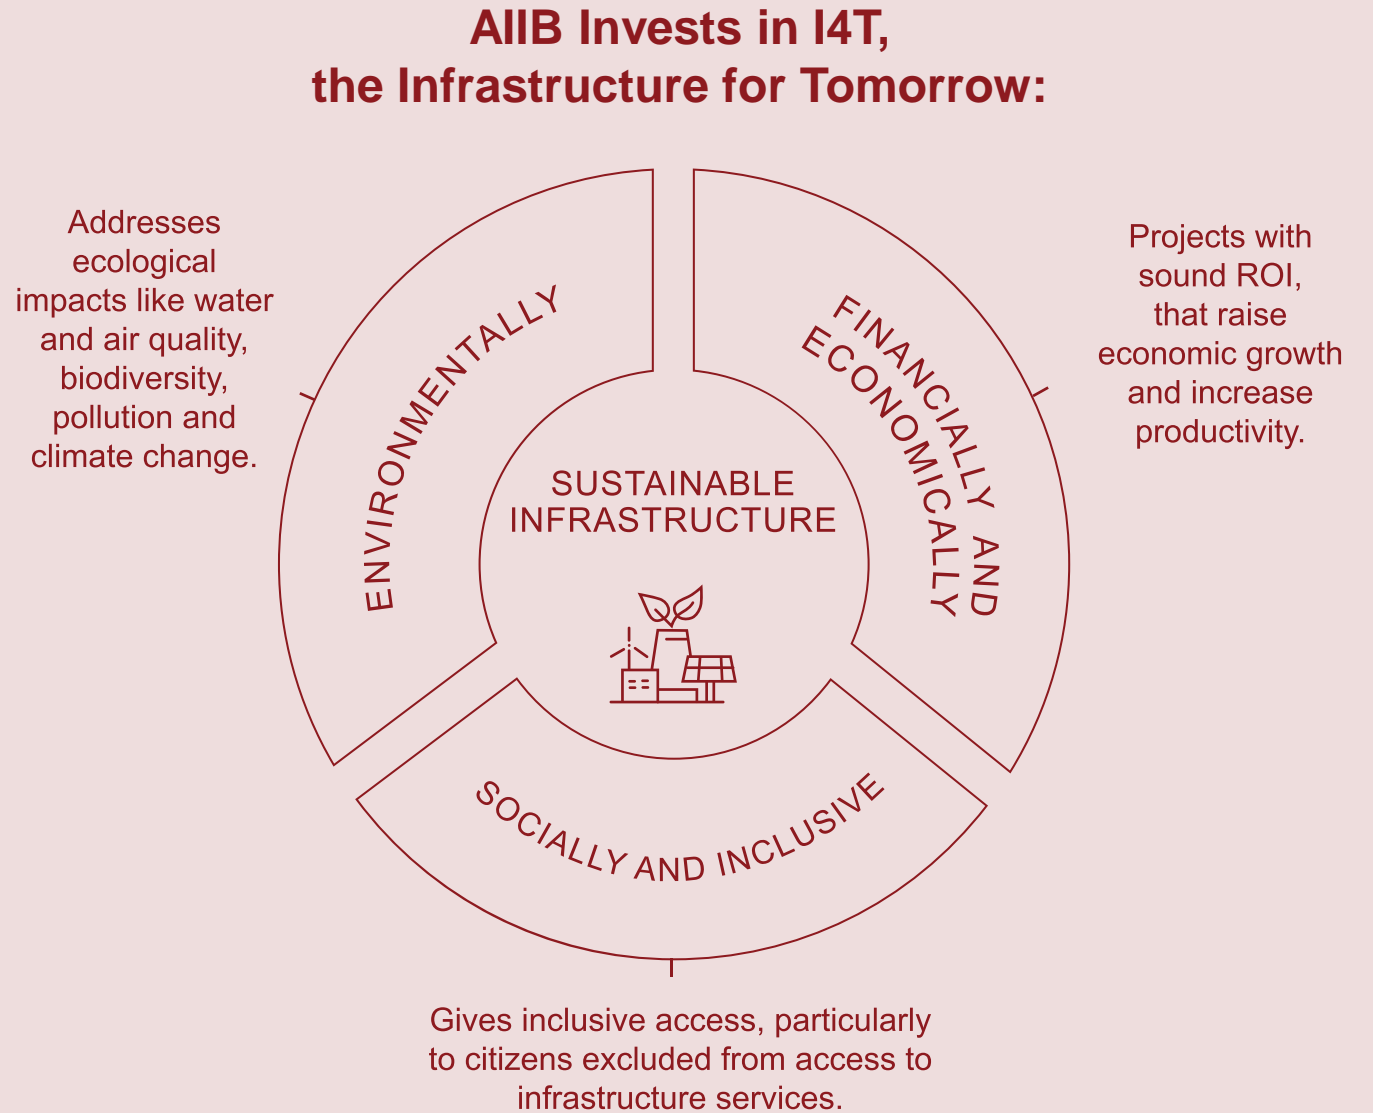 AIIB Invests in I4T,
the Infrastructure for Tomorrow:
Addresses
ecological
impacts like water
and air quality,
biodiversity,
pollution and
climate change.
ENVIRONMENTALLY
FINANCIALLY AND
ECONOMICALLY
Projects with
sound ROI,
that raise
economic growth
and increase
productivity.
SUSTAINABLE
INFRASTRUCTURE
SOCIALLY AND INCLUSIVE
Gives inclusive access, particularly
to citizens excluded from access to
infrastructure services.